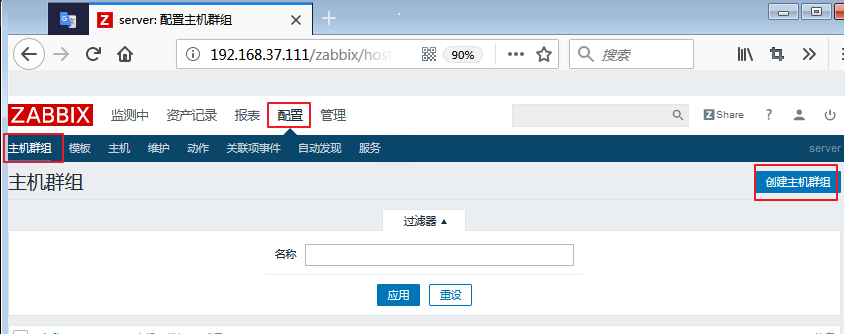 server: 配置主机群组
192.168.37.111/zabbix/hos
90%
搜索
ZABBIX 监测中 资产记录 报表 配置 管理
Z Share ?
主机群组 模板 主机 维护 动作 关联项事件 自动发现 服务 server
主机群组 创建主机群组
过滤器
名称
应用 重设